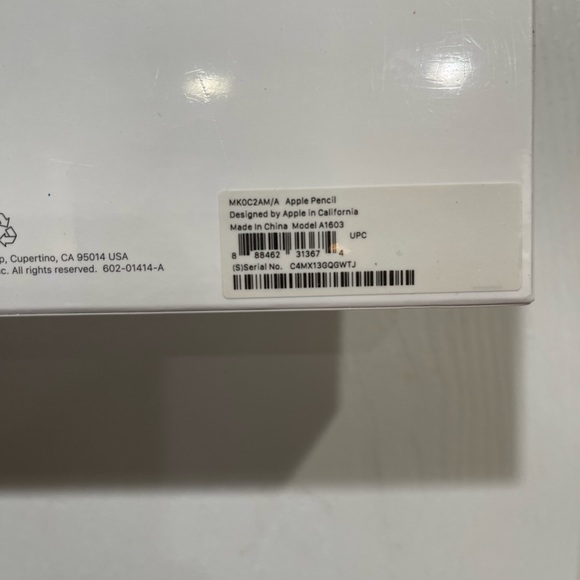 MK0C2AM/A Apple Pencil
Designed by Apple in California
Made in China Model A1603
UPC
8 88462 31367 4
(S)Serial No. C4MX13GQGWTJ
p, Cupertino, CA 95014 USA
c. All rights reserved. 602-01414-A